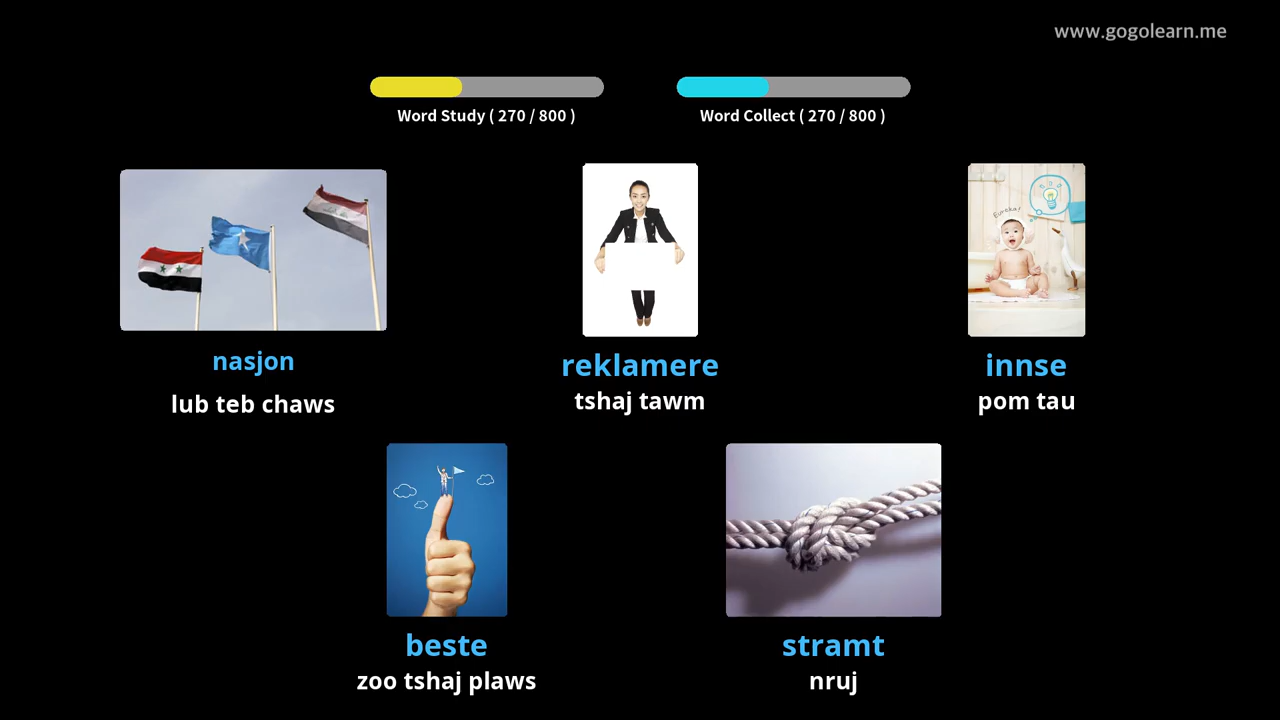 www.gogolearn.me
Word Study ( 270 / 800 )
Word Collect ( 270 / 800 )
Eureka!
nasjon
lub teb chaws
reklamere
tshaj tawm
innse
pom tau
beste
zoo tshaj plaws
stramt
nruj